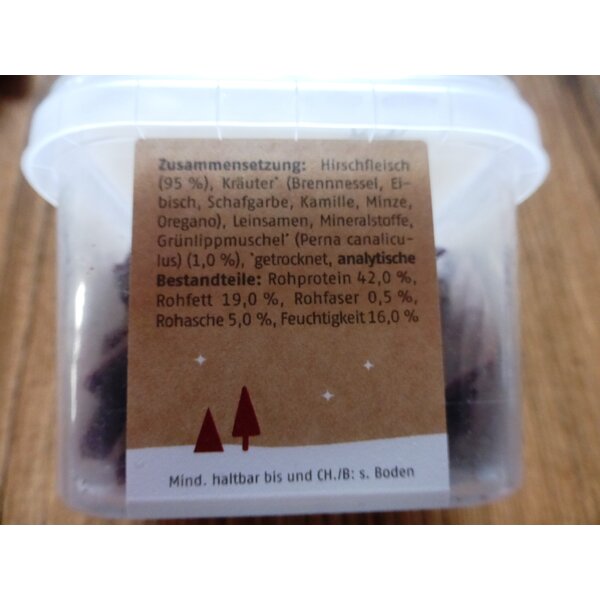 Zusammensetzung: Hirschfleisch
(95 %), Kräuter* (Brennnessel, Ei-
bisch, Schafgarbe, Kamille, Minze,
Oregano), Leinsamen, Mineralstoffe,
Grünlippmuschel* (Perna canalicu-
lus) (1,0 %), *getrocknet, analytische
Bestandteile: Rohprotein 42,0 %,
Rohfett 19,0 %, Rohfaser 0,5 %,
Rohasche 5,0 %, Feuchtigkeit 16,0 %
Mind. haltbar bis und CH./B: s. Boden